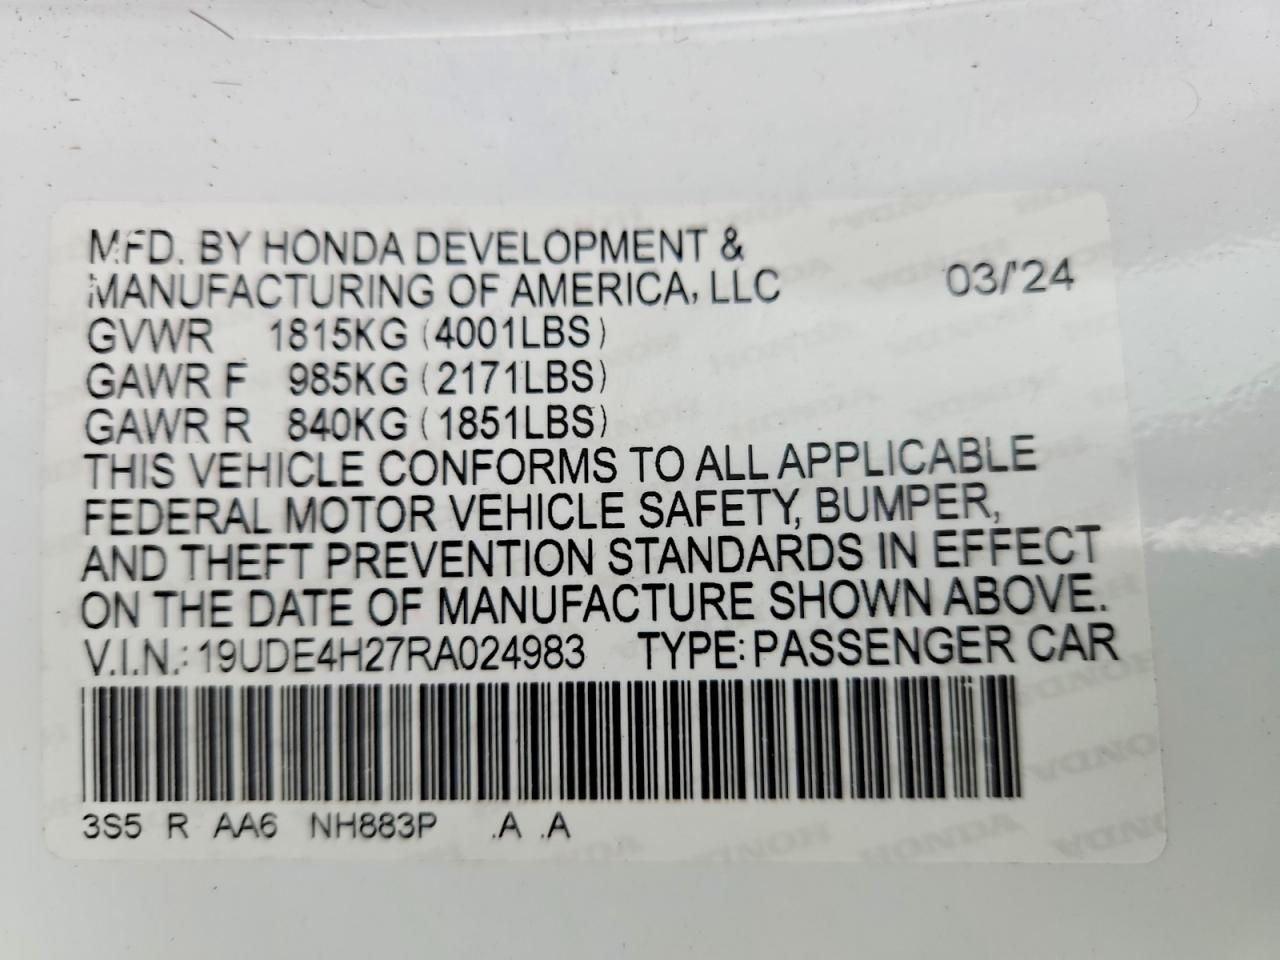 MFD. BY HONDA DEVELOPMENT &
MANUFACTURING OF AMERICA, LLC 03/'24
GVWR 1815KG (4001LBS)
GAWR F 985KG (2171LBS)
GAWR R 840KG (1851LBS)
THIS VEHICLE CONFORMS TO ALL APPLICABLE
FEDERAL MOTOR VEHICLE SAFETY, BUMPER,
AND THEFT PREVENTION STANDARDS IN EFFECT
ON THE DATE OF MANUFACTURE SHOWN ABOVE.
V.I.N.: 19UDE4H27RA024983 TYPE: PASSENGER CAR
3S5 R AA6 NH883P .A .A